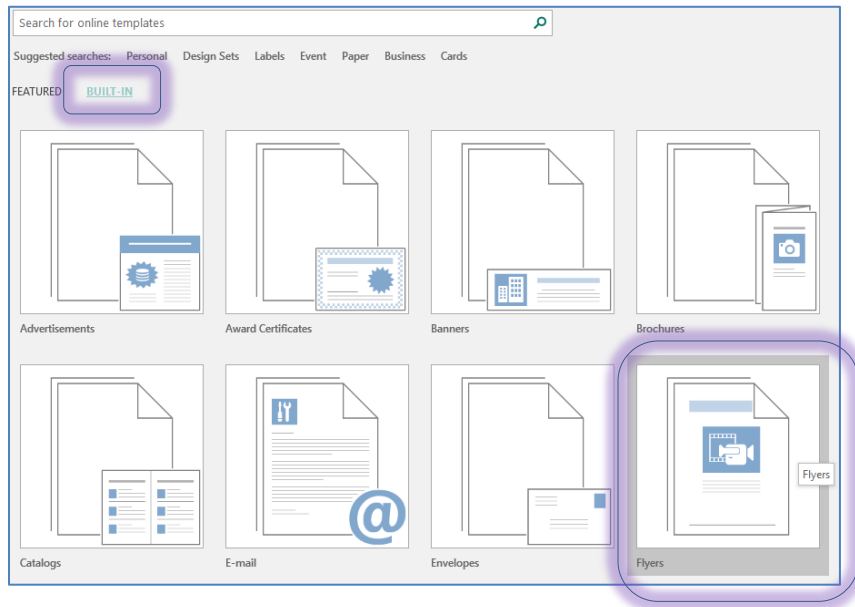 Search for online templates
Suggested searches: Personal Design Sets Labels Event Paper Business Cards
FEATURED BUILT-IN
Advertisements Award Certificates Banners Brochures
@
Flyers
Catalogs E-mail Envelopes Flyers